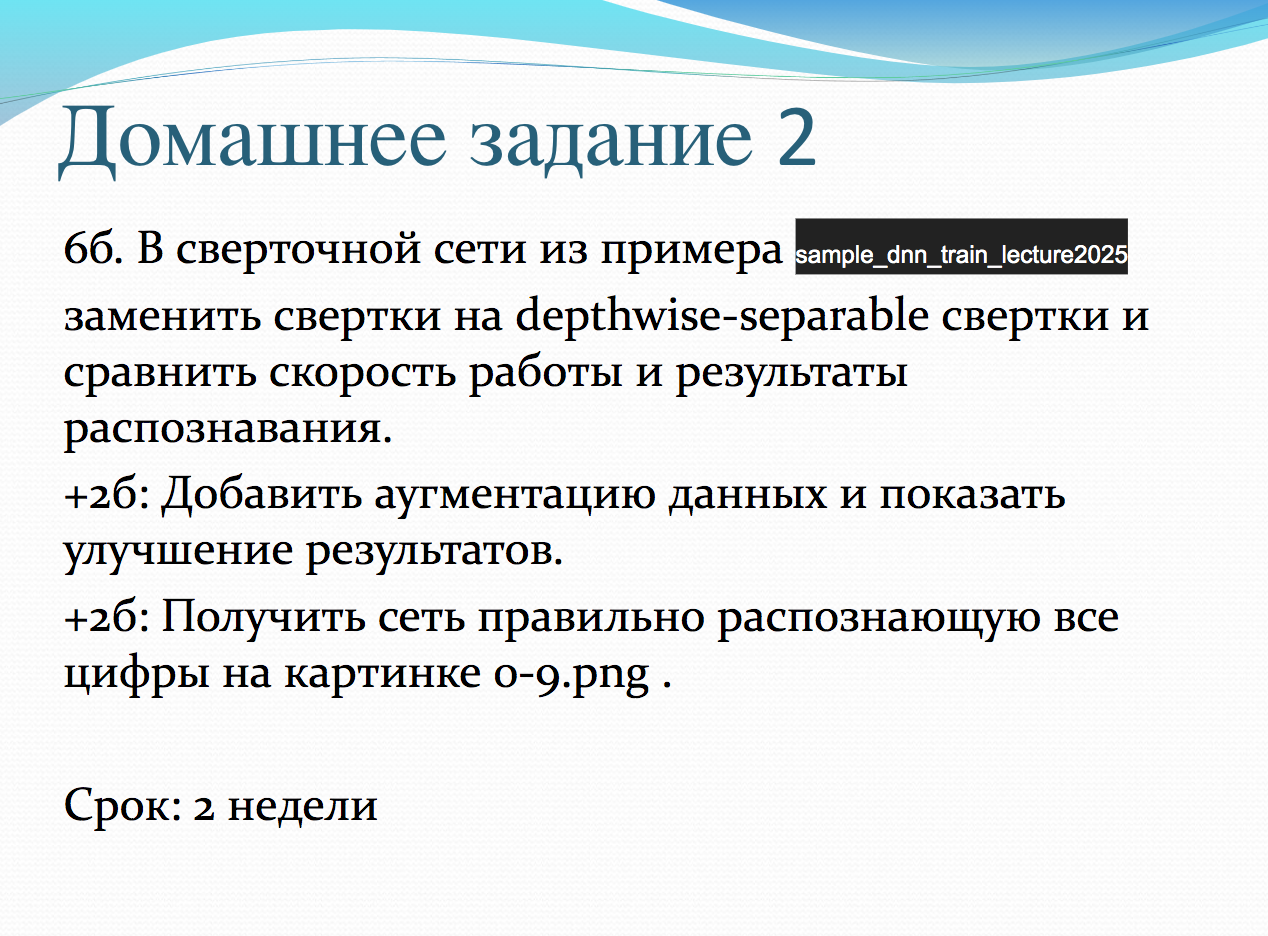 Домашнее задание 2
6б. В сверточной сети из примера sample_dnn_train_lecture2025
заменить свертки на depthwise-separable свертки и
сравнить скорость работы и результаты
распознавания.
+2б: Добавить аугментацию данных и показать
улучшение результатов.
+2б: Получить сеть правильно распознающую все
цифры на картинке 0-9.png .
Срок: 2 недели